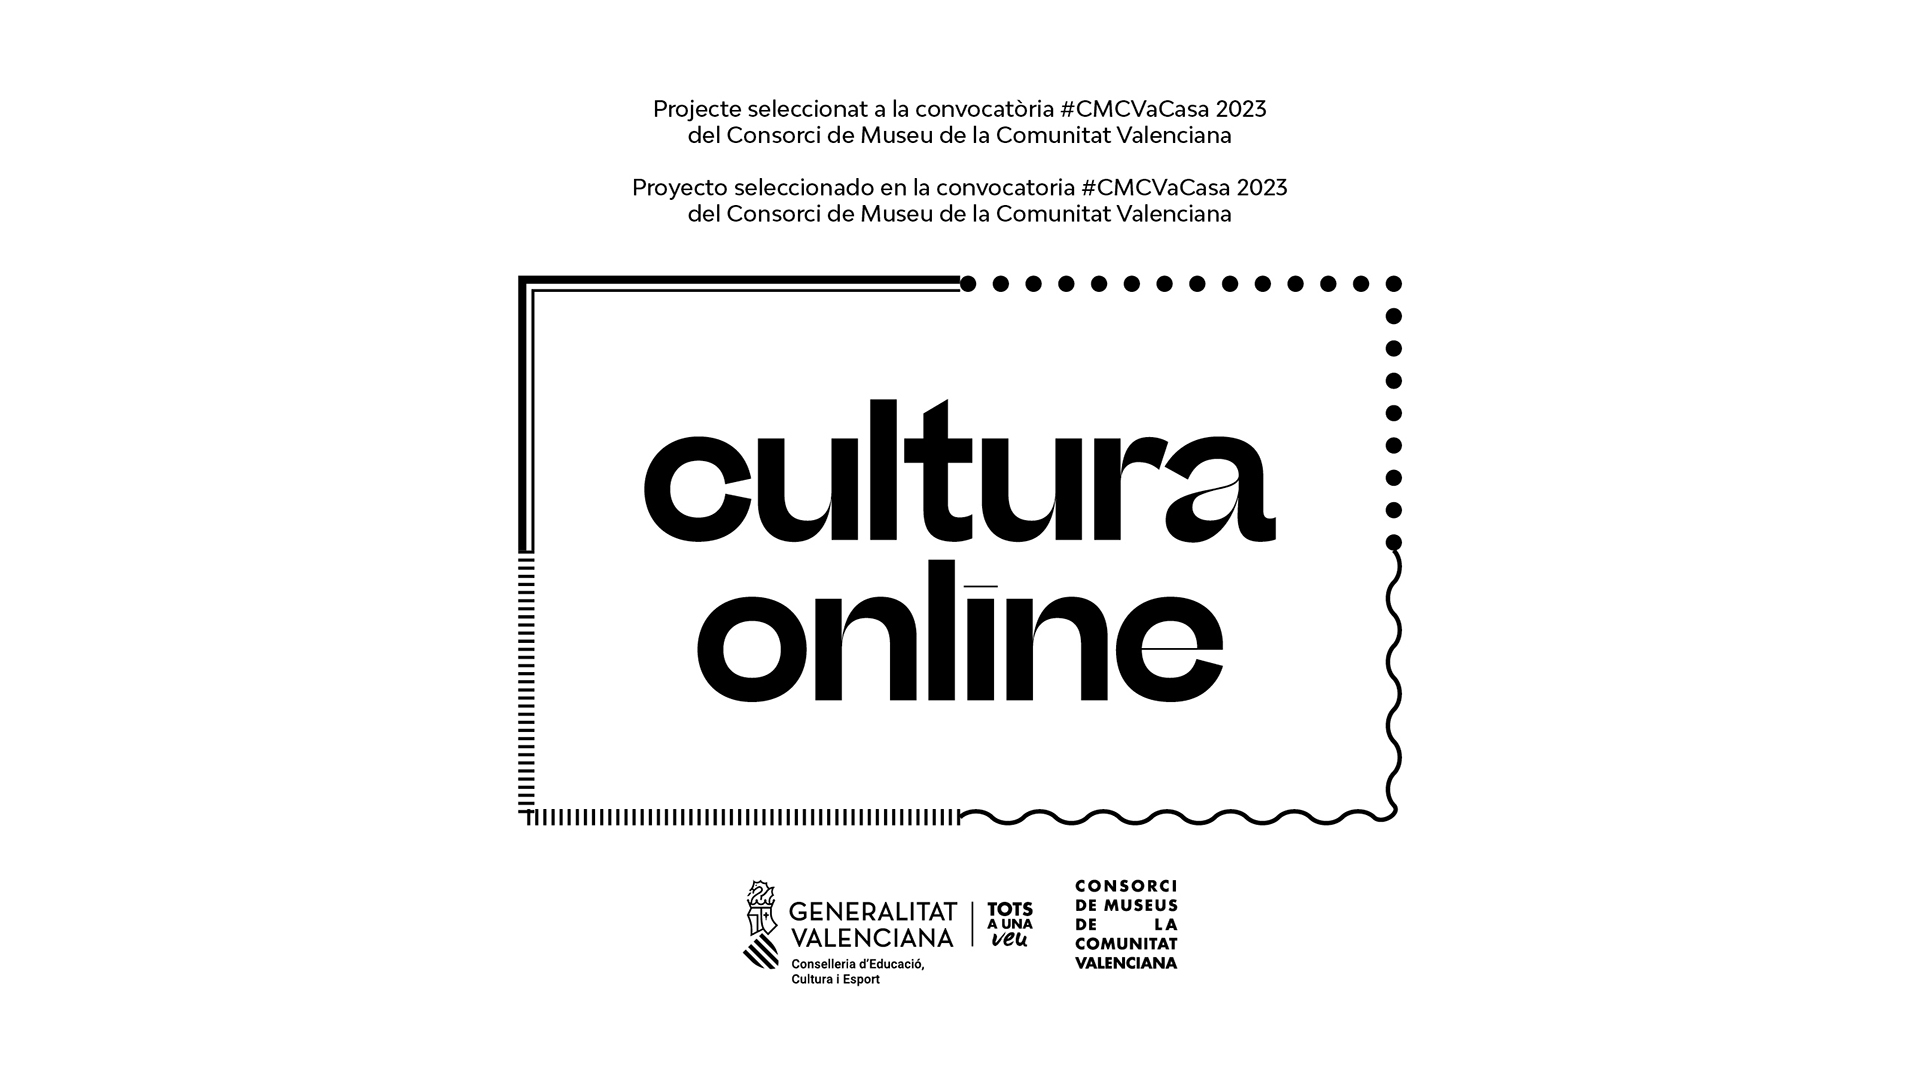 Projecte seleccionat a la convocatòria #CMCVaCasa 2023
del Consorci de Museu de la Comunitat Valenciana
Proyecto seleccionado en la convocatoria #CMCVaCasa 2023
del Consorci de Museu de la Comunitat Valenciana
cultura
online
GENERALITAT
VALENCIANA
Conselleria d'Educació,
Cultura i Esport
TOTS
A UNA
veu
CONSORCI
DE MUSEUS
DE LA
COMUNITAT
VALENCIANA